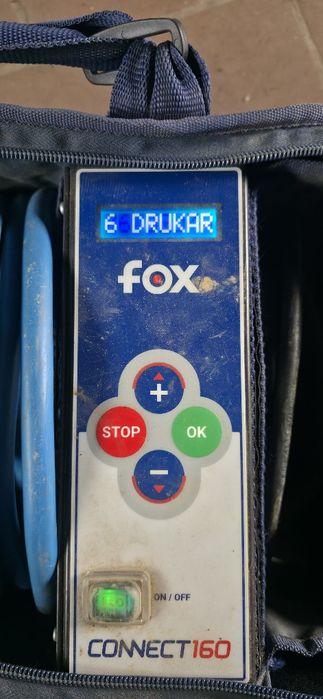 6 DRUKAR
fox
+
STOP
OK
−
ON / OFF
CONNECT160